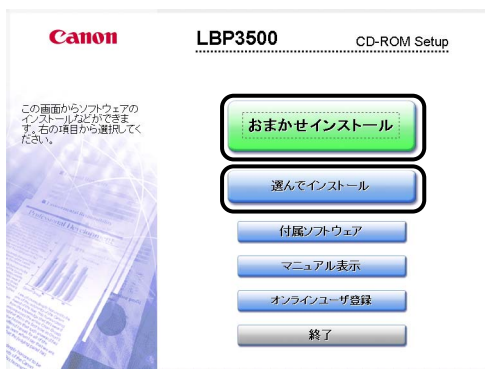 Canon
LBP3500
CD-ROM Setup
この画面からソフトウェアの
インストールなどができま
す。右の項目から選択してく
ださい。
おまかせインストール
選んでインストール
付属ソフトウェア
マニュアル表示
オンラインユーザ登録
終了
Professional Development